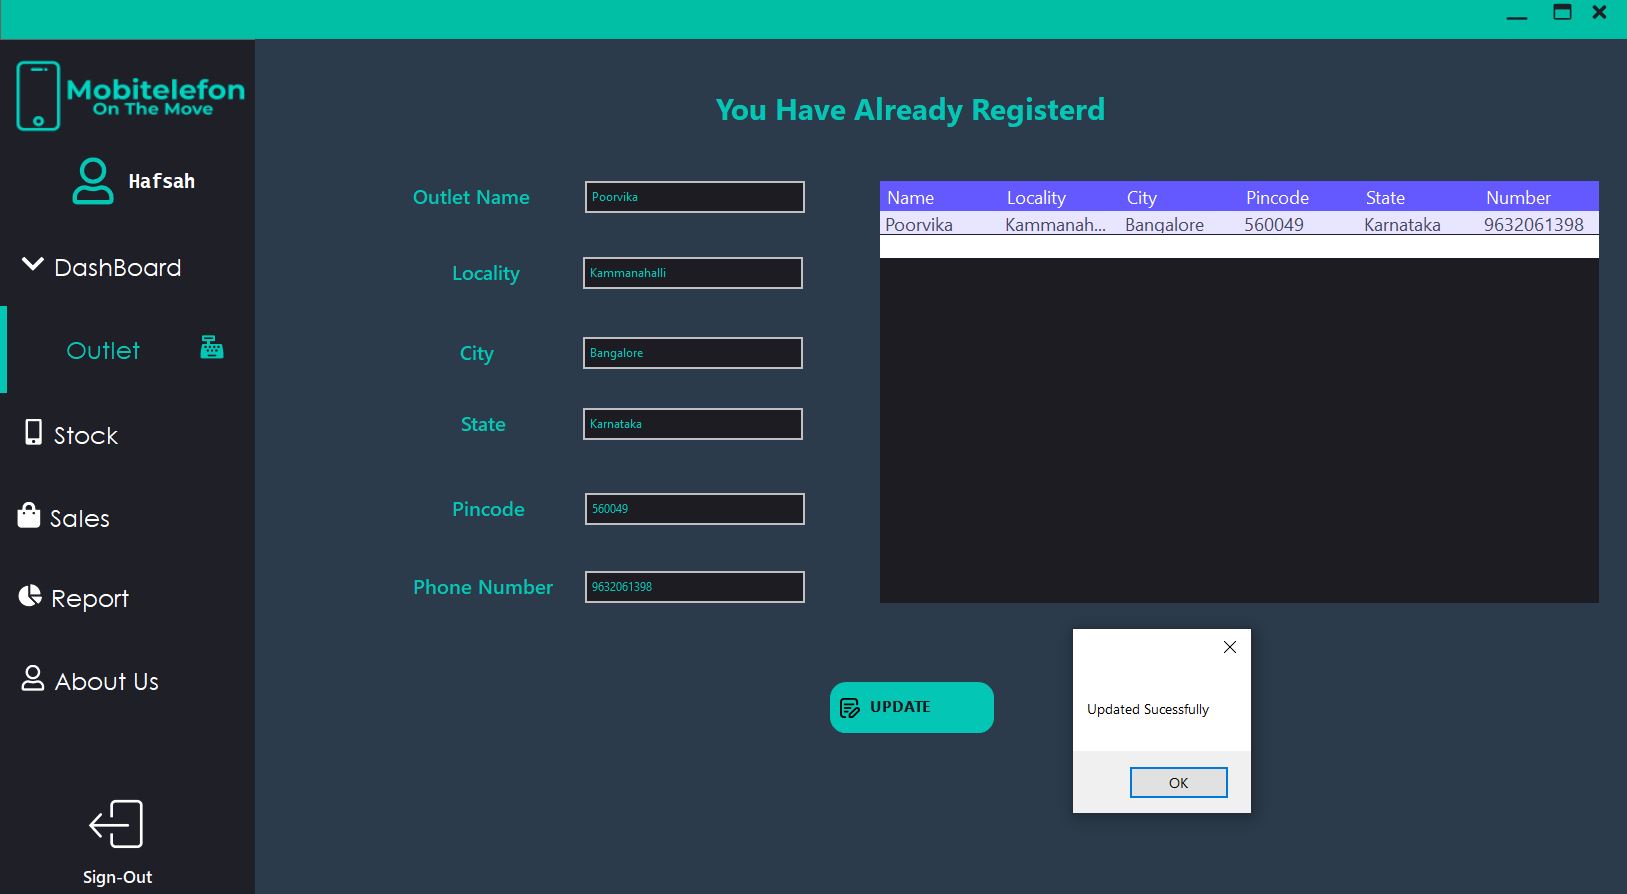 Mobitelefon
On The Move
Hafsah
DashBoard
Outlet
Stock
Sales
Report
About Us
Sign-Out
You Have Already Registerd
Outlet Name Poorvika
Locality Kammanahalli
City Bangalore
State Karnataka
Pincode 560049
Phone Number 9632061398
Name Locality City Pincode State Number
Poorvika Kammanah... Bangalore 560049 Karnataka 9632061398
UPDATE
Updated Sucessfully
OK